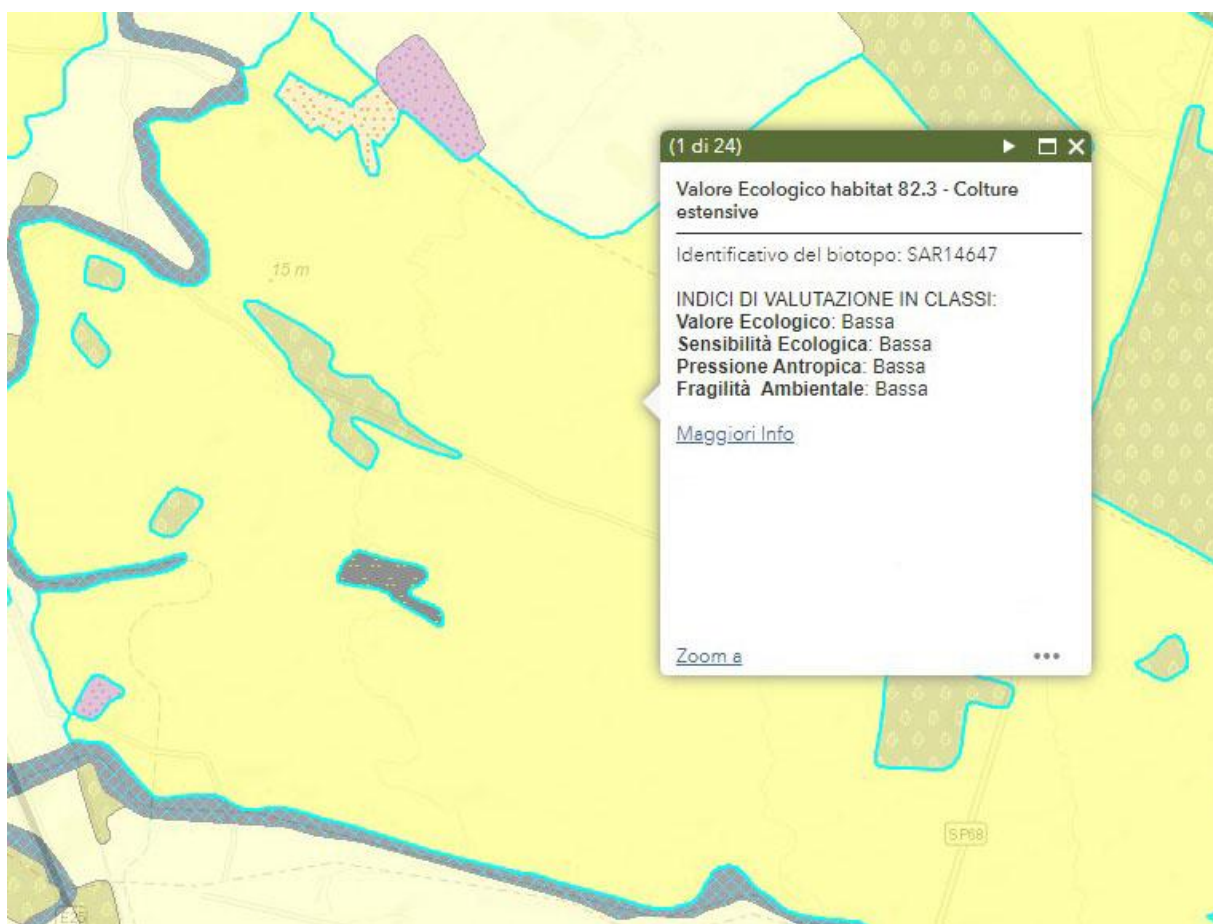 (1 di 24)
Valore Ecologico habitat 82.3 - Colture
estensive
Identificativo del biotopo: SAR14647
INDICI DI VALUTAZIONE IN CLASSI:
Valore Ecologico: Bassa
Sensibilità Ecologica: Bassa
Pressione Antropica: Bassa
Fragilità Ambientale: Bassa
Maggiori Info
Zoom a
15 m
SP68
E25